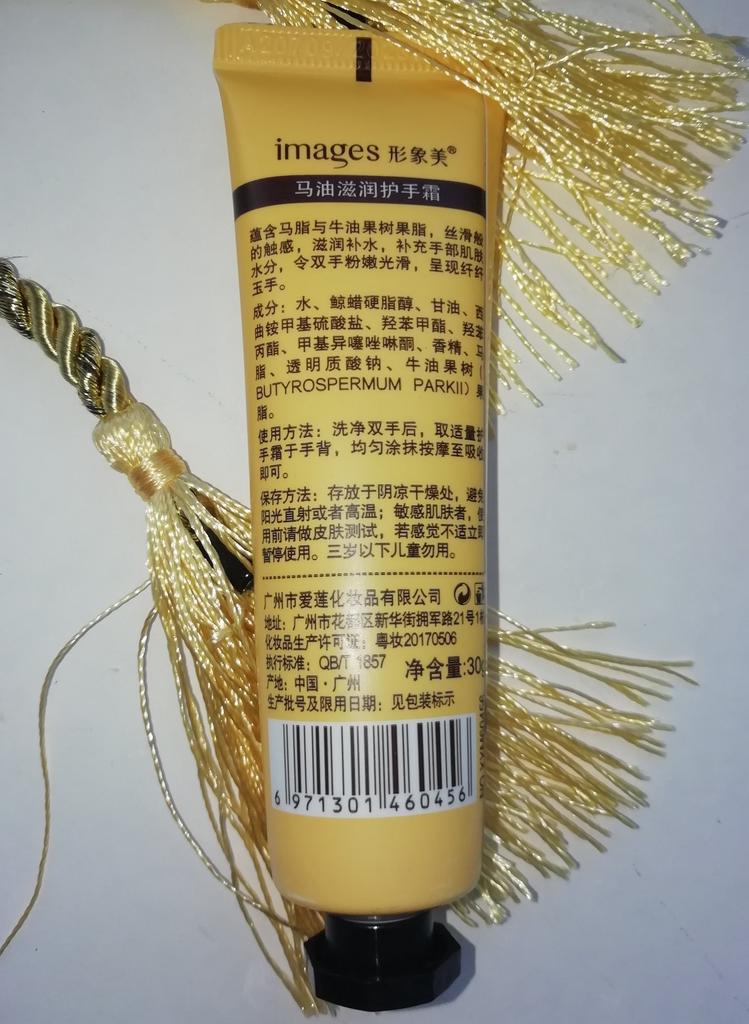 images 形象美®
马油滋润护手霜
蕴含马脂与牛油果树果脂，丝滑般
的触感，滋润补水，补充手部肌肤
水分，令双手粉嫩光滑，呈现纤纤
玉手。
成分：水、鲸蜡硬脂醇、甘油、西
曲铵甲基硫酸盐、羟苯甲酯、羟苯
丙酯、甲基异噻唑啉酮、香精、马
脂、透明质酸钠、牛油果树（
BUTYROSPERMUM PARKII）果
脂。
使用方法：洗净双手后，取适量护
手霜于手背，均匀涂抹按摩至吸收
即可。
保存方法：存放于阴凉干燥处，避免
阳光直射或者高温；敏感肌肤者，使
用前请做皮肤测试，若感觉不适立即
暂停使用。三岁以下儿童勿用。
广州市爱莲化妆品有限公司
地址：广州市花都区新华街拥军路21号1栋
化妆品生产许可证：粤妆20170506
执行标准：QB/T 1857
净含量:30g
产地：中国·广州
生产批号及限用日期：见包装标示
6 971301 460456